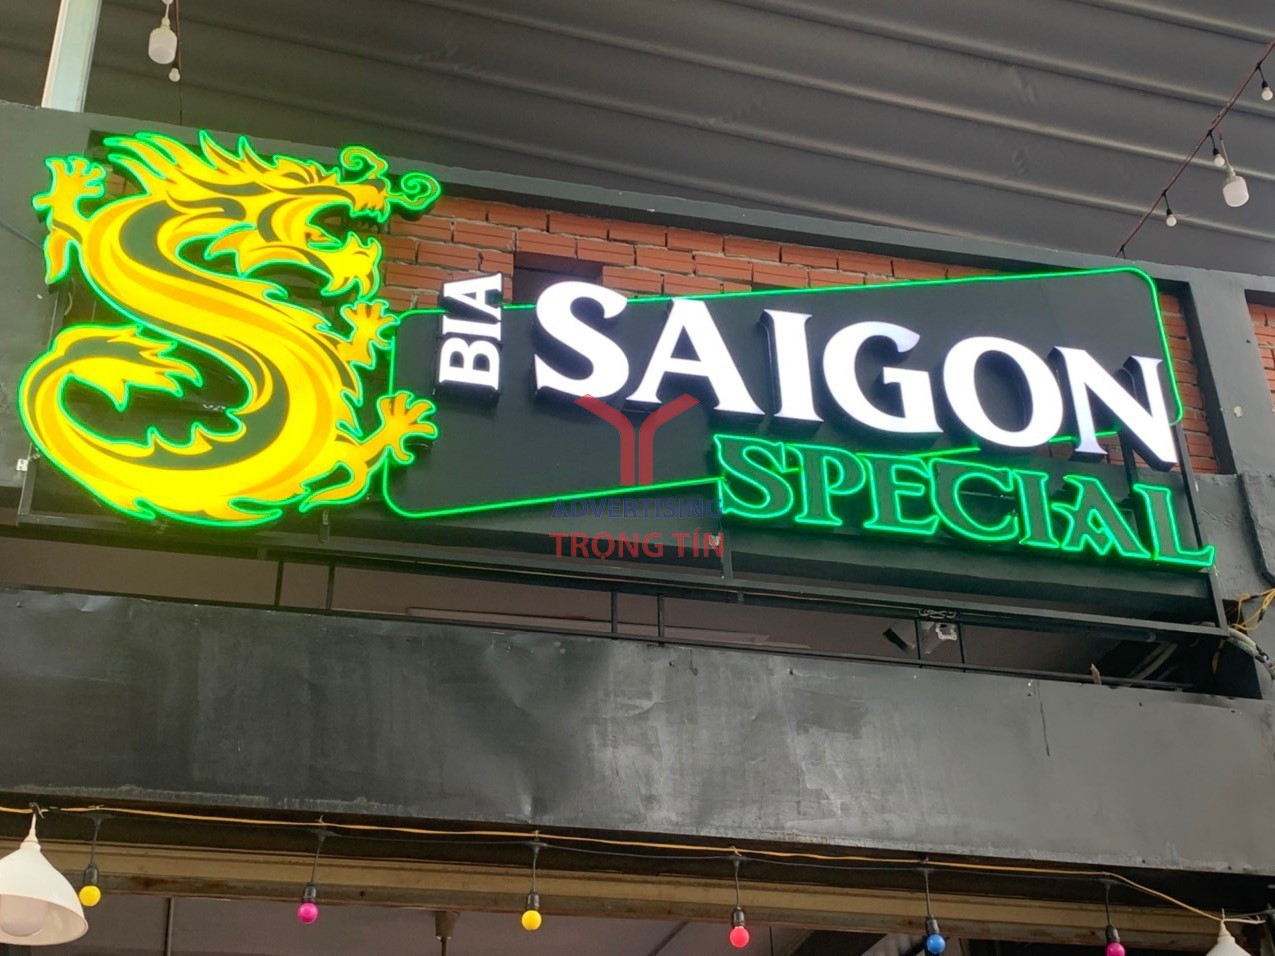 BIA SAIGON
SPECIAL
ADVERTISING
TRỌNG TÍN